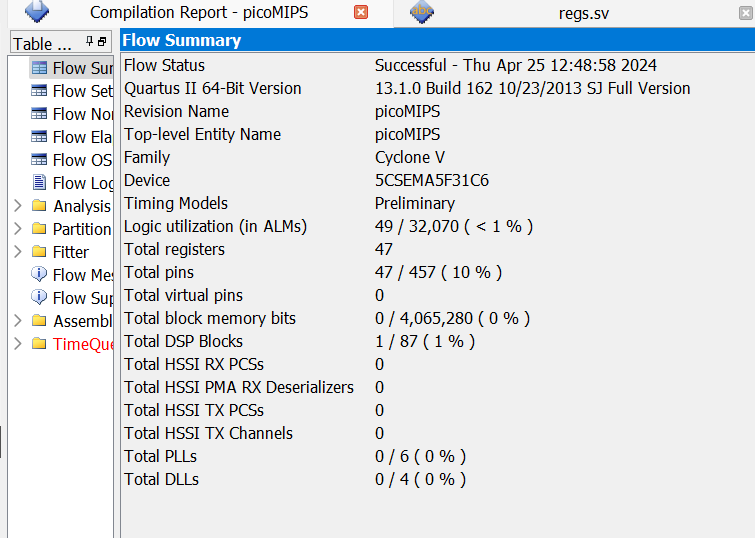 Compilation Report - picoMIPS
regs.sv
Table ...
Flow Summary
Flow Sur
Flow Set
Flow Nor
Flow Ela
Flow OS
Flow Log
Analysis
Partition
Fitter
Flow Mes
Flow Sup
Assembl
TimeQue
Flow Status Successful - Thu Apr 25 12:48:58 2024
Quartus II 64-Bit Version 13.1.0 Build 162 10/23/2013 SJ Full Version
Revision Name picoMIPS
Top-level Entity Name picoMIPS
Family Cyclone V
Device 5CSEMA5F31C6
Timing Models Preliminary
Logic utilization (in ALMs) 49 / 32,070 ( < 1 % )
Total registers 47
Total pins 47 / 457 ( 10 % )
Total virtual pins 0
Total block memory bits 0 / 4,065,280 ( 0 % )
Total DSP Blocks 1 / 87 ( 1 % )
Total HSSI RX PCSs 0
Total HSSI PMA RX Deserializers 0
Total HSSI TX PCSs 0
Total HSSI TX Channels 0
Total PLLs 0 / 6 ( 0 % )
Total DLLs 0 / 4 ( 0 % )